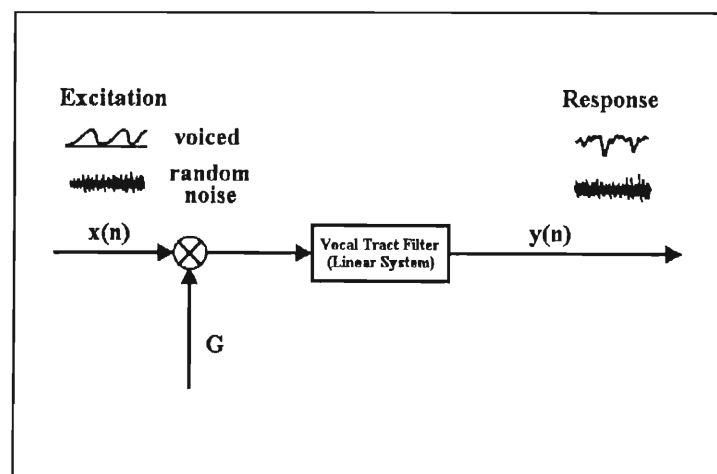 Excitation
voiced
random
noise
Response
x(n)
Vocal Tract Filter
(Linear System)
y(n)
G